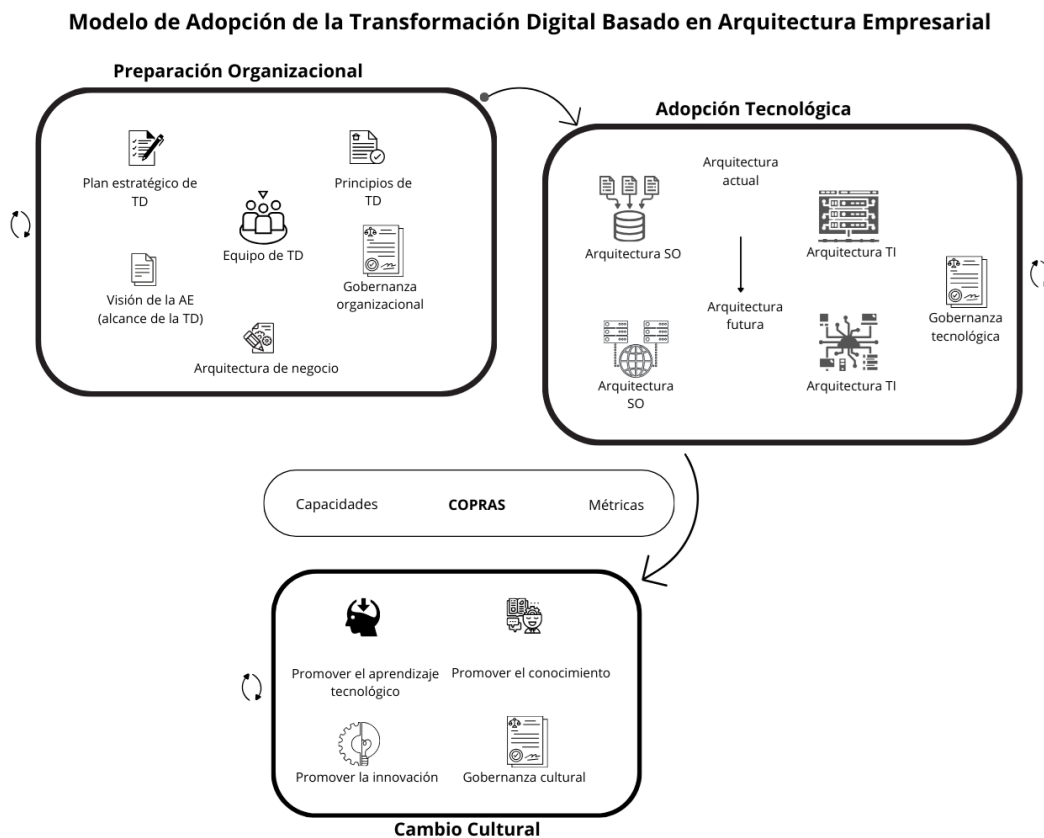 Modelo de Adopción de la Transformación Digital Basado en Arquitectura Empresarial
Preparación Organizacional
Plan estratégico de
TD
Principios de
TD
Equipo de TD
Visión de la AE
(alcance de la TD)
Gobernanza
organizacional
Arquitectura de negocio
Adopción Tecnológica
Arquitectura
actual
Arquitectura SO
Arquitectura TI
Arquitectura
futura
Gobernanza
tecnológica
Arquitectura
SO
Arquitectura TI
Capacidades
COPRAS
Métricas
Promover el aprendizaje
tecnológico
Promover el conocimiento
Promover la innovación
Gobernanza cultural
Cambio Cultural